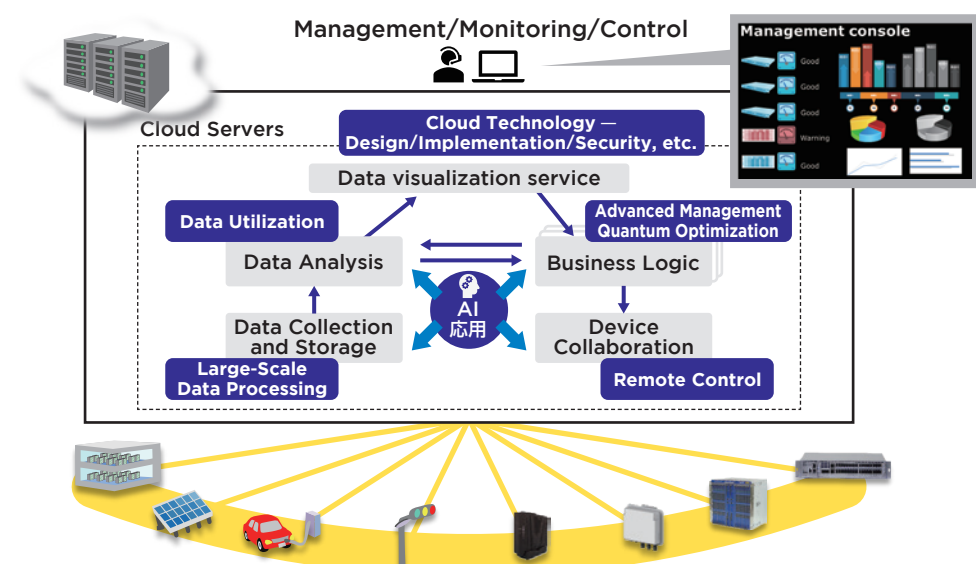 Management/Monitoring/Control
Management console
Good
Good
Good
Warning
Good
Cloud Servers
Cloud Technology —
Design/Implementation/Security, etc.
Data visualization service
Data Utilization
Advanced Management
Quantum Optimization
Data Analysis
Business Logic
AI
応用
Data Collection
and Storage
Device
Collaboration
Large-Scale
Data Processing
Remote Control